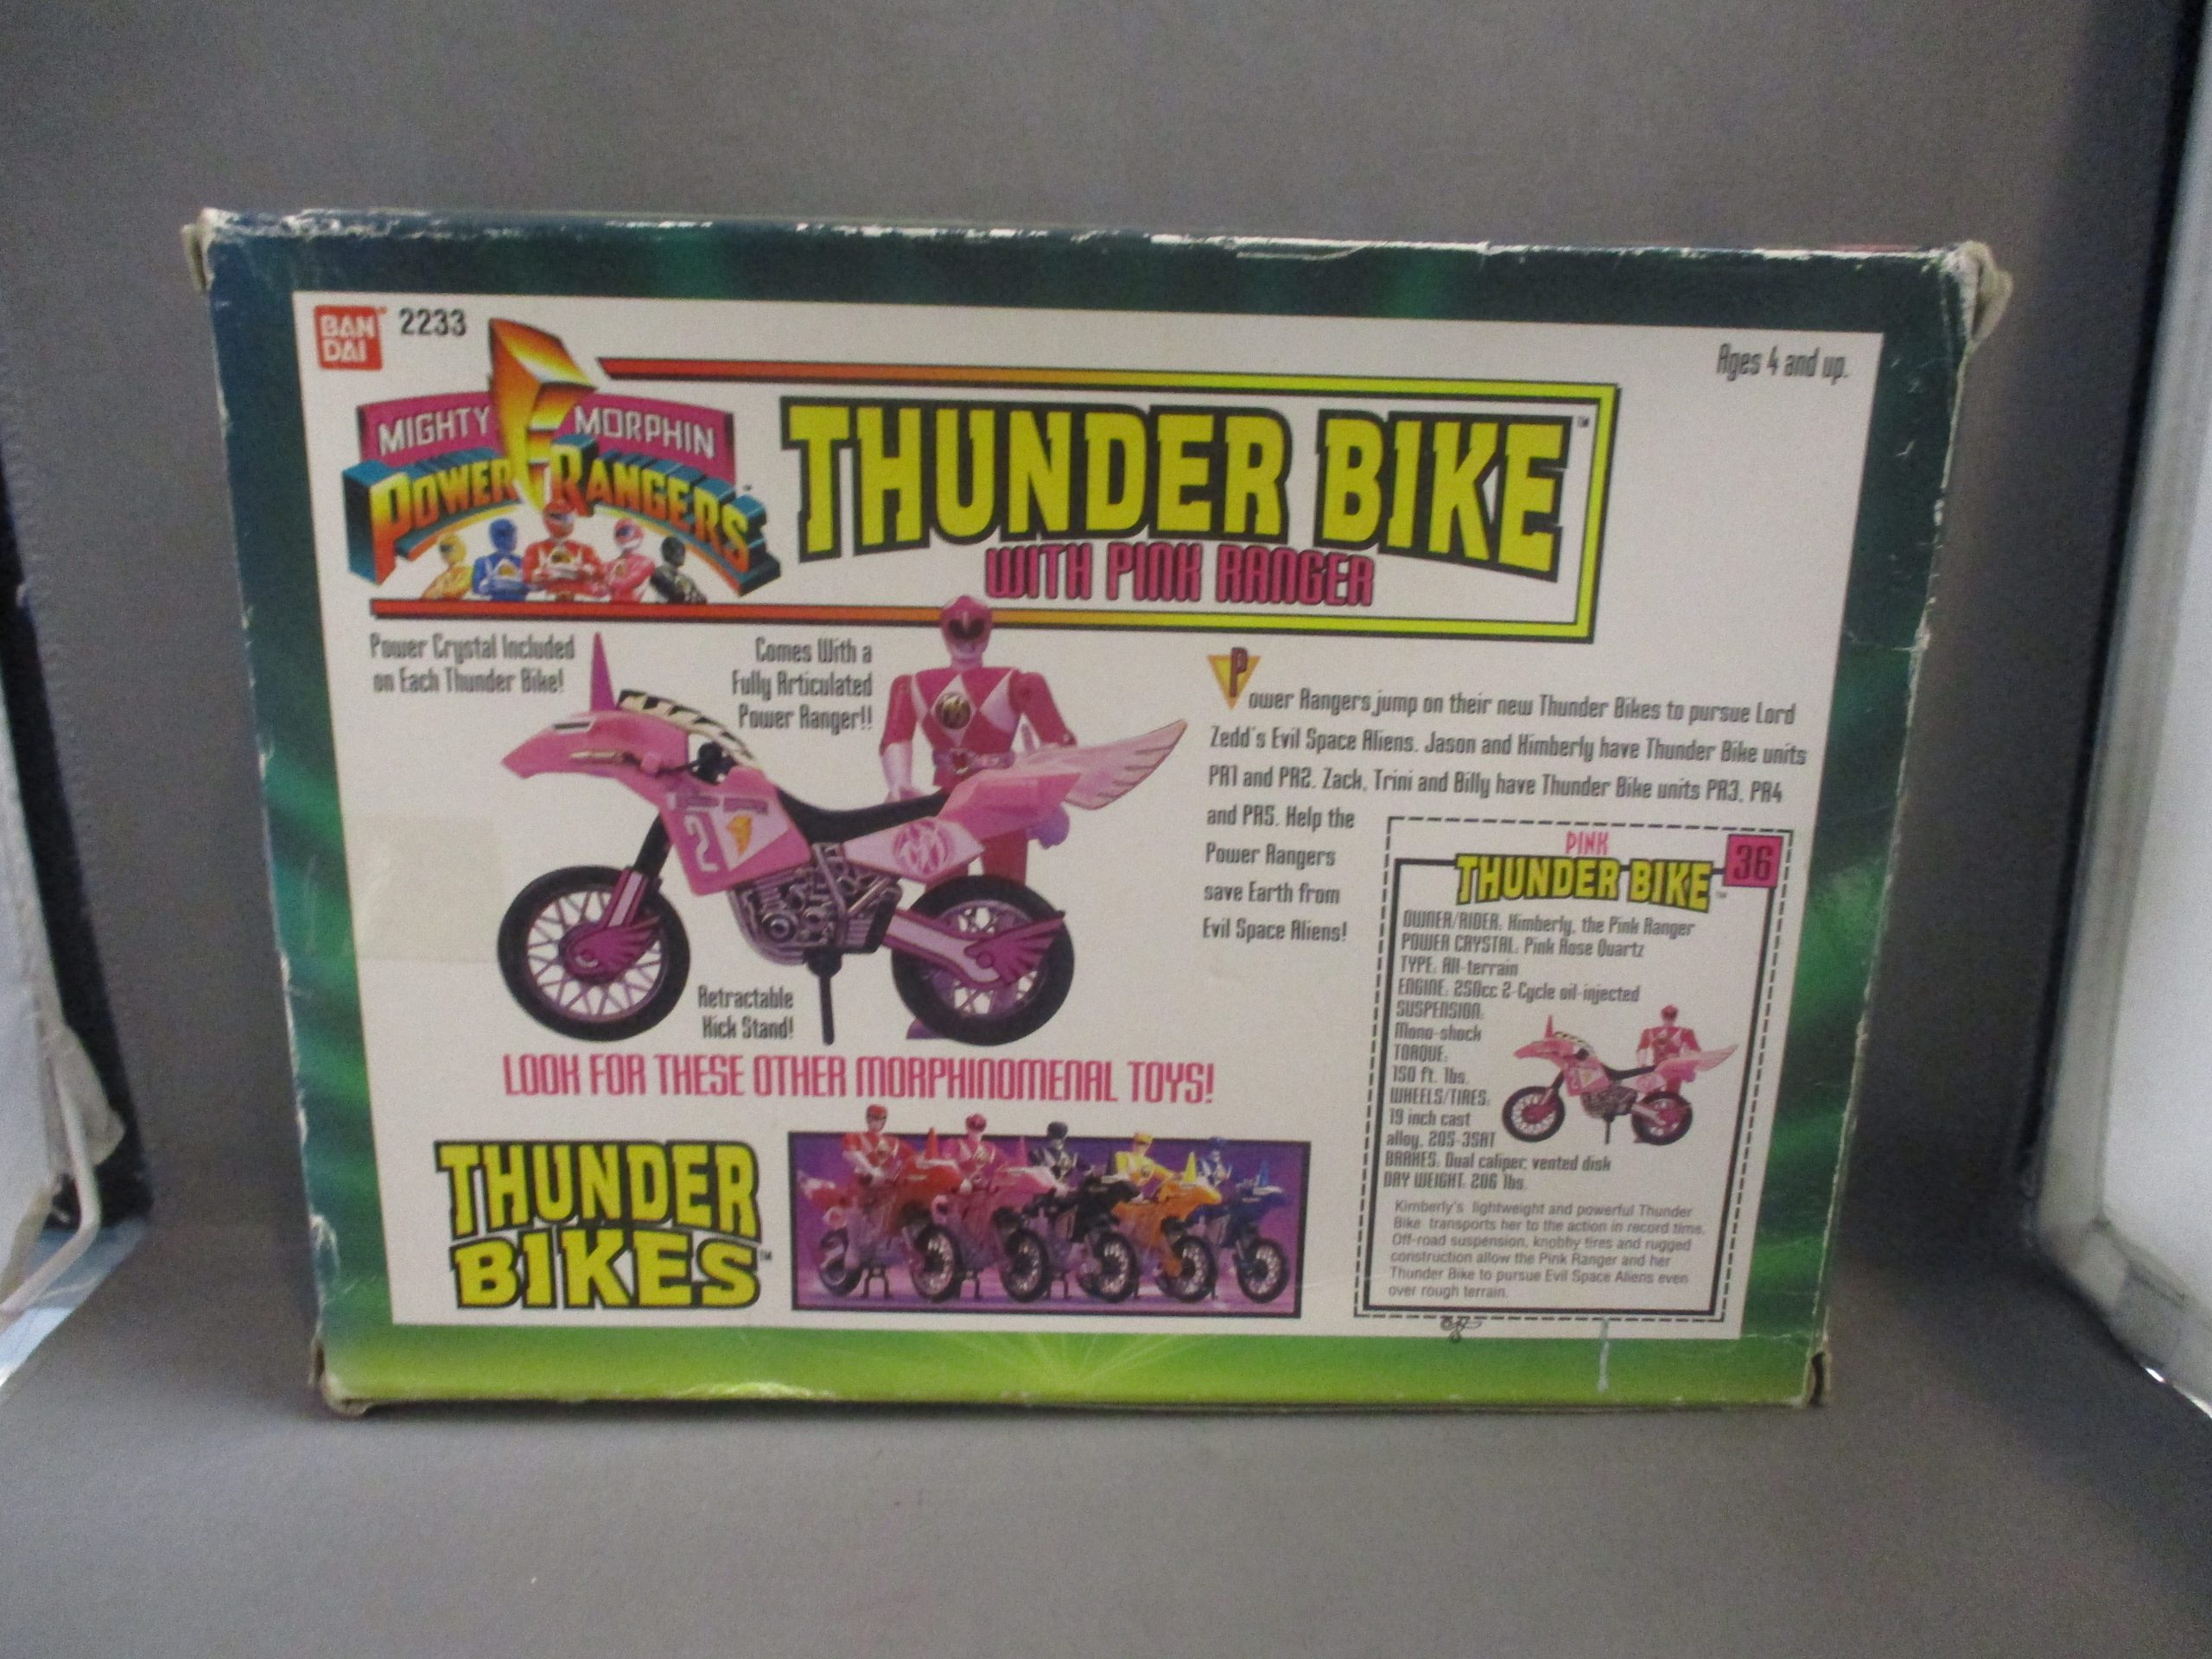 BAN
DAI
2233
Ages 4 and up.
MIGHTY MORPHIN
POWER RANGERS
THUNDER BIKE™
WITH PINK RANGER
Power Crystal Included
on Each Thunder Bike!
Comes With a
Fully Articulated
Power Ranger!!
2
Retractable
Kick Stand!
Power Rangers jump on their new Thunder Bikes to pursue Lord
Zedd's Evil Space Aliens. Jason and Kimberly have Thunder Bike units
PR1 and PR2. Zack, Trini and Billy have Thunder Bike units PR3, PR4
and PR5. Help the
Power Rangers
save Earth from
Evil Space Aliens!
LOOK FOR THESE OTHER MORPHINOMENAL TOYS!
THUNDER
BIKES™
PINK
THUNDER BIKE™
36
OWNER/RIDER: Kimberly, the Pink Ranger
POWER CRYSTAL: Pink Rose Quartz
TYPE: All-terrain
ENGINE: 250cc 2-Cycle oil-injected
SUSPENSION:
Mono-shock
TORQUE:
150 ft. lbs.
WHEELS/TIRES:
19 inch cast
alloy, 205-35AT
BRAKES: Dual caliper, vented disk
DRY WEIGHT: 206 lbs.
Kimberly's lightweight and powerful Thunder
Bike transports her to the action in record time.
Off-road suspension, knobby tires and rugged
construction allow the Pink Ranger and her
Thunder Bike to pursue Evil Space Aliens even
over rough terrain.